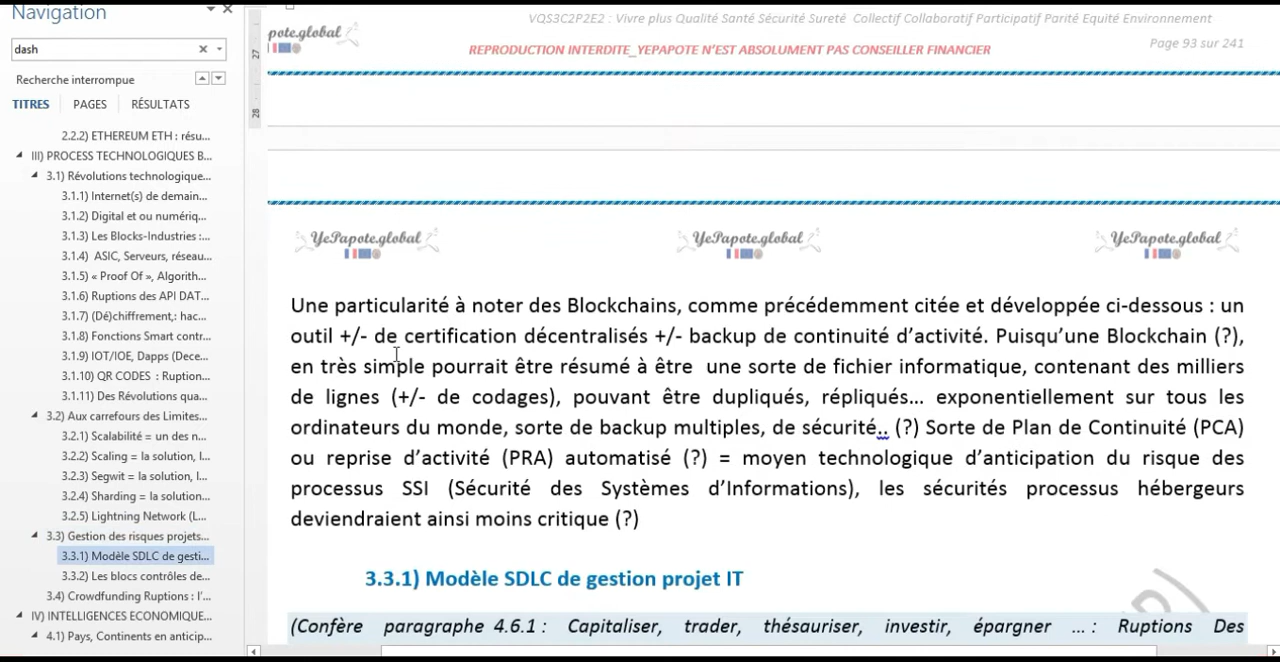 Navigation
dash
Recherche interrompue
TITRES PAGES RÉSULTATS
2.2.2) ETHEREUM ETH : résu...
III) PROCESS TECHNOLOGIQUES B...
3.1) Révolutions technologique...
3.1.1) Internet(s) de demain...
3.1.2) Digital et ou numériq...
3.1.3) Les Blocks-Industries :...
3.1.4) ASIC, Serveurs, réseau...
3.1.5) « Proof Of », Algorith...
3.1.6) Ruptions des API DAT...
3.1.7) (Dé)chiffrement,: hac...
3.1.8) Fonctions Smart contr...
3.1.9) IOT/IOE, Dapps (Dece...
3.1.10) QR CODES : Ruption...
3.1.11) Des Révolutions qua...
3.2) Aux carrefours des Limites...
3.2.1) Scalabilité = un des n...
3.2.2) Scaling = la solution, l...
3.2.3) Segwit = la solution, l...
3.2.4) Sharding = la solution...
3.2.5) Lightning Network (L...
3.3) Gestion des risques projets...
3.3.1) Modèle SDLC de gesti...
3.3.2) Les blocs contrôles de...
3.4) Crowdfunding Ruptions : l'...
IV) INTELLIGENCES ECONOMIQUE...
4.1) Pays, Continents en anticip...
27
28
pote.global
VQS3C2P2E2 : Vivre plus Qualité Santé Sécurité Sureté Collectif Collaboratif Participatif Parité Equité Environnement
REPRODUCTION INTERDITE_YEPAPOTE N'EST ABSOLUMENT PAS CONSEILLER FINANCIER
Page 93 sur 241
YePapote.global YePapote.global YePapote.global
Une particularité à noter des Blockchains, comme précédemment citée et développée ci-dessous : un
outil +/- de certification décentralisés +/- backup de continuité d'activité. Puisqu'une Blockchain (?),
en très simple pourrait être résumé à être une sorte de fichier informatique, contenant des milliers
de lignes (+/- de codages), pouvant être dupliqués, répliqués... exponentiellement sur tous les
ordinateurs du monde, sorte de backup multiples, de sécurité.. (?) Sorte de Plan de Continuité (PCA)
ou reprise d'activité (PRA) automatisé (?) = moyen technologique d'anticipation du risque des
processus SSI (Sécurité des Systèmes d'Informations), les sécurités processus hébergeurs
deviendraient ainsi moins critique (?)
3.3.1) Modèle SDLC de gestion projet IT
(Confère paragraphe 4.6.1 : Capitaliser, trader, thésauriser, investir, épargner ... : Ruptions Des